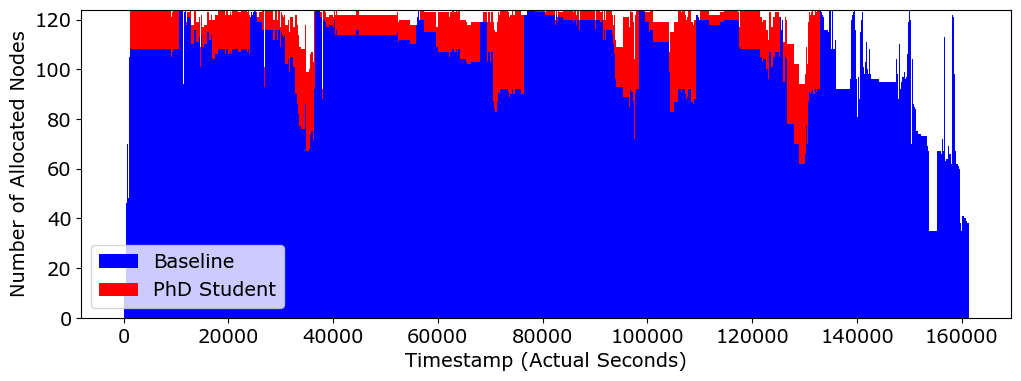 Number of Allocated Nodes
120
100
80
60
40
20
0
Baseline
PhD Student
0 20000 40000 60000 80000 100000 120000 140000 160000
Timestamp (Actual Seconds)